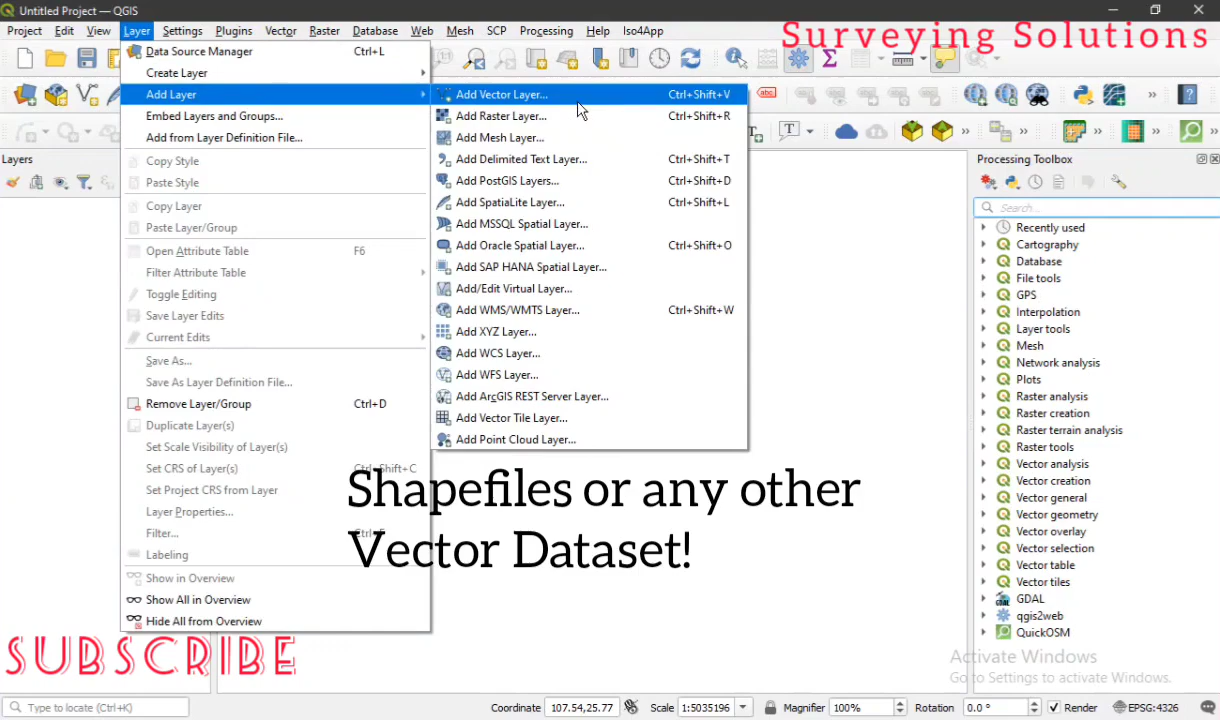 Untitled Project — QGIS
Project Edit View Layer Settings Plugins Vector Raster Database Web Mesh SCP Processing Help Iso4App
Surveying Solutions
Data Source Manager Ctrl+L
Create Layer
Add Layer
Embed Layers and Groups...
Add from Layer Definition File...
Copy Style
Paste Style
Copy Layer
Paste Layer/Group
Open Attribute Table F6
Filter Attribute Table
Toggle Editing
Save Layer Edits
Current Edits
Save As...
Save As Layer Definition File...
Remove Layer/Group Ctrl+D
Duplicate Layer(s)
Set Scale Visibility of Layer(s)
Set CRS of Layer(s) Ctrl+Shift+C
Set Project CRS from Layer
Layer Properties...
Filter... Ctrl+F
Labeling
Show in Overview
Show All in Overview
Hide All from Overview
Add Vector Layer... Ctrl+Shift+V
Add Raster Layer... Ctrl+Shift+R
Add Mesh Layer...
Add Delimited Text Layer... Ctrl+Shift+T
Add PostGIS Layers... Ctrl+Shift+D
Add SpatiaLite Layer... Ctrl+Shift+L
Add MSSQL Spatial Layer...
Add Oracle Spatial Layer... Ctrl+Shift+O
Add SAP HANA Spatial Layer...
Add/Edit Virtual Layer...
Add WMS/WMTS Layer... Ctrl+Shift+W
Add XYZ Layer...
Add WCS Layer...
Add WFS Layer...
Add ArcGIS REST Server Layer...
Add Vector Tile Layer...
Add Point Cloud Layer...
Layers
Processing Toolbox
Search...
Recently used
Cartography
Database
File tools
GPS
Interpolation
Layer tools
Mesh
Network analysis
Plots
Raster analysis
Raster creation
Raster terrain analysis
Raster tools
Vector analysis
Vector creation
Vector general
Vector geometry
Vector overlay
Vector selection
Vector table
Vector tiles
GDAL
qgis2web
QuickOSM
Shapefiles or any other
Vector Dataset!
SUBSCRIBE
Activate Windows
Go to Settings to activate Windows.
Type to locate (Ctrl+K)
Coordinate 107.54,25.77 Scale 1:5035196 Magnifier 100% Rotation 0.0 ° Render EPSG:4326